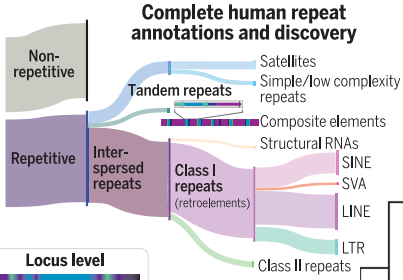 Complete human repeat
annotations and discovery
Non-
repetitive
Repetitive
Inter-
spersed
repeats
Tandem repeats
Satellites
Simple/low complexity
repeats
Composite elements
Structural RNAs
Class I
repeats
(retroelements)
SINE
SVA
LINE
LTR
Class II repeats
Locus level